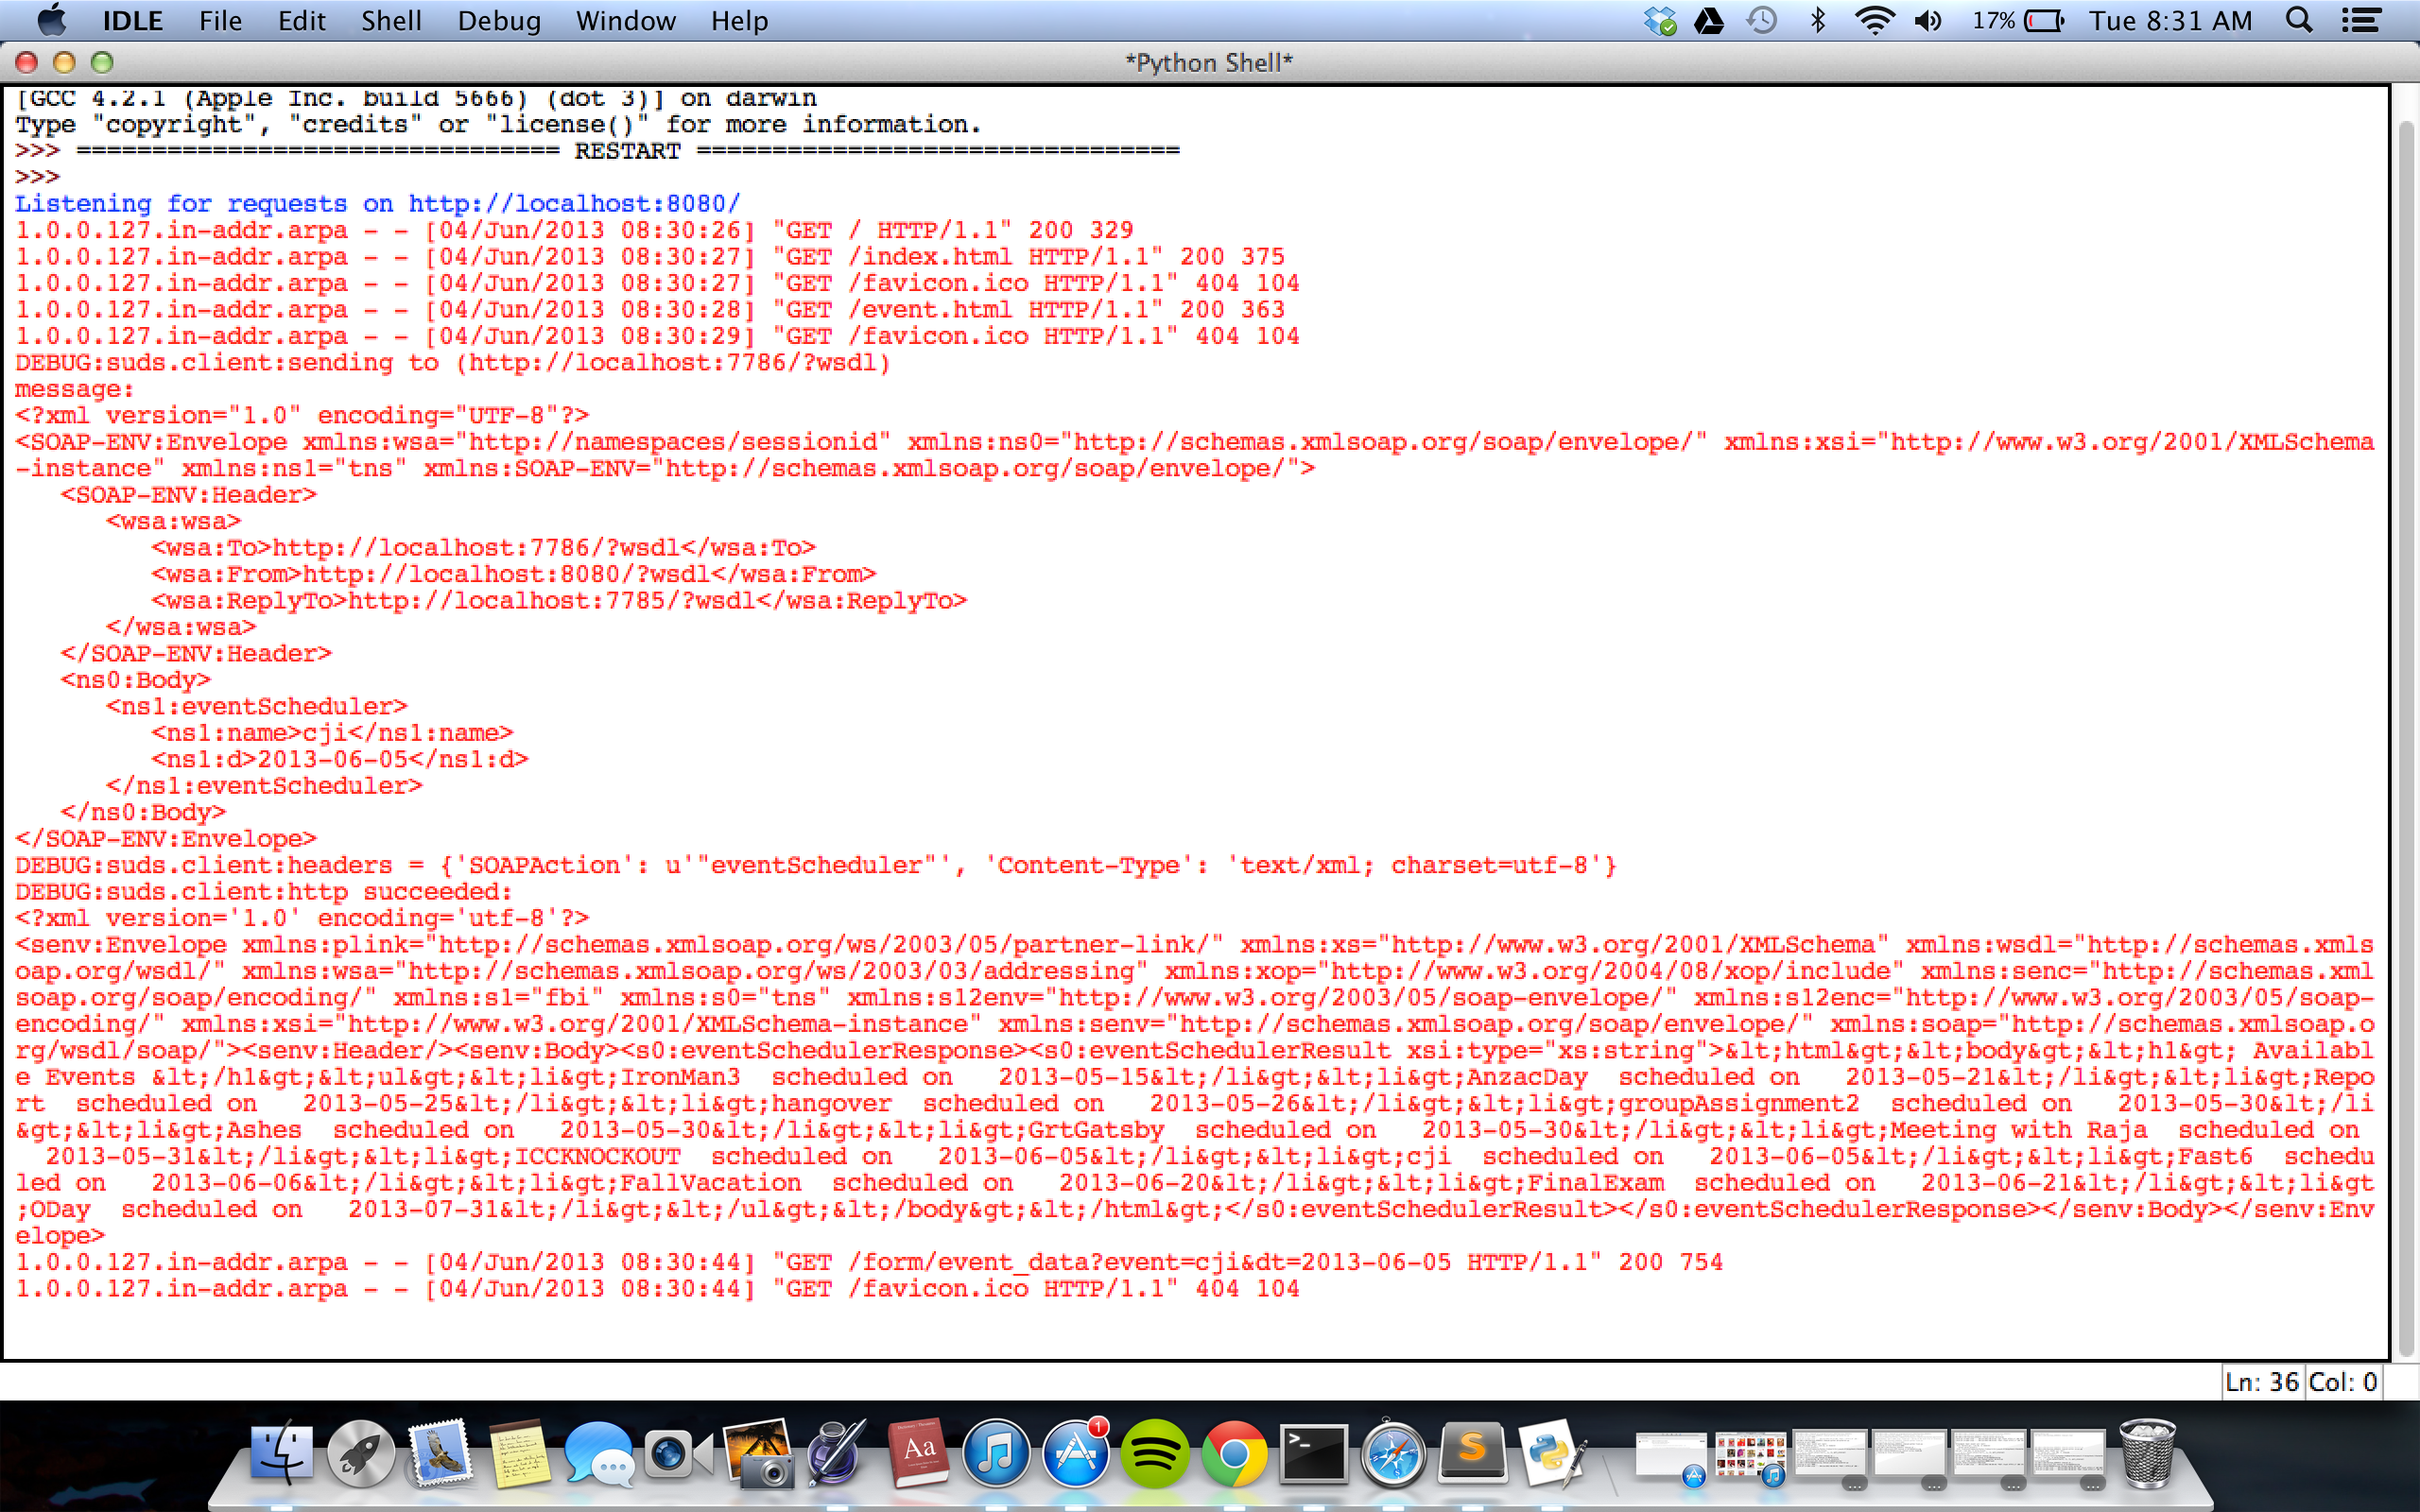 IDLE File Edit Shell Debug Window Help 17% Tue 8:31 AM
*Python Shell*
[GCC 4.2.1 (Apple Inc. build 5666) (dot 3)] on darwin
Type "copyright", "credits" or "license()" for more information.
>>> ================================ RESTART ================================
>>>
Listening for requests on http://localhost:8080/
1.0.0.127.in-addr.arpa - - [04/Jun/2013 08:30:26] "GET / HTTP/1.1" 200 329
1.0.0.127.in-addr.arpa - - [04/Jun/2013 08:30:27] "GET /index.html HTTP/1.1" 200 375
1.0.0.127.in-addr.arpa - - [04/Jun/2013 08:30:27] "GET /favicon.ico HTTP/1.1" 404 104
1.0.0.127.in-addr.arpa - - [04/Jun/2013 08:30:28] "GET /event.html HTTP/1.1" 200 363
1.0.0.127.in-addr.arpa - - [04/Jun/2013 08:30:29] "GET /favicon.ico HTTP/1.1" 404 104
DEBUG:suds.client:sending to (http://localhost:7786/?wsdl)
message:
<?xml version="1.0" encoding="UTF-8"?>
<SOAP-ENV:Envelope xmlns:wsa="http://namespaces/sessionid" xmlns:ns0="http://schemas.xmlsoap.org/soap/envelope/" xmlns:xsi="http://www.w3.org/2001/XMLSchema
-instance" xmlns:ns1="tns" xmlns:SOAP-ENV="http://schemas.xmlsoap.org/soap/envelope/">
   <SOAP-ENV:Header>
      <wsa:wsa>
         <wsa:To>http://localhost:7786/?wsdl</wsa:To>
         <wsa:From>http://localhost:8080/?wsdl</wsa:From>
         <wsa:ReplyTo>http://localhost:7785/?wsdl</wsa:ReplyTo>
      </wsa:wsa>
   </SOAP-ENV:Header>
   <ns0:Body>
      <ns1:eventScheduler>
         <ns1:name>cji</ns1:name>
         <ns1:d>2013-06-05</ns1:d>
      </ns1:eventScheduler>
   </ns0:Body>
</SOAP-ENV:Envelope>
DEBUG:suds.client:headers = {'SOAPAction': u'"eventScheduler"', 'Content-Type': 'text/xml; charset=utf-8'}
DEBUG:suds.client:http succeeded:
<?xml version='1.0' encoding='utf-8'?>
<senv:Envelope xmlns:plink="http://schemas.xmlsoap.org/ws/2003/05/partner-link/" xmlns:xs="http://www.w3.org/2001/XMLSchema" xmlns:wsdl="http://schemas.xmls
oap.org/wsdl/" xmlns:wsa="http://schemas.xmlsoap.org/ws/2003/03/addressing" xmlns:xop="http://www.w3.org/2004/08/xop/include" xmlns:senc="http://schemas.xml
soap.org/soap/encoding/" xmlns:s1="fbi" xmlns:s0="tns" xmlns:s12env="http://www.w3.org/2003/05/soap-envelope/" xmlns:s12enc="http://www.w3.org/2003/05/soap-
encoding/" xmlns:xsi="http://www.w3.org/2001/XMLSchema-instance" xmlns:senv="http://schemas.xmlsoap.org/soap/envelope/" xmlns:soap="http://schemas.xmlsoap.o
rg/wsdl/soap/"><senv:Header/><senv:Body><s0:eventSchedulerResponse><s0:eventSchedulerResult xsi:type="xs:string">&lt;html&gt;&lt;body&gt;&lt;h1&gt; Availabl
e Events &lt;/h1&gt;&lt;ul&gt;&lt;li&gt;IronMan3  scheduled on   2013-05-15&lt;/li&gt;&lt;li&gt;AnzacDay  scheduled on   2013-05-21&lt;/li&gt;&lt;li&gt;Repo
rt  scheduled on   2013-05-25&lt;/li&gt;&lt;li&gt;hangover  scheduled on   2013-05-26&lt;/li&gt;&lt;li&gt;groupAssignment2  scheduled on   2013-05-30&lt;/li
&gt;&lt;li&gt;Ashes  scheduled on   2013-05-30&lt;/li&gt;&lt;li&gt;GrtGatsby  scheduled on   2013-05-30&lt;/li&gt;&lt;li&gt;Meeting with Raja  scheduled on
  2013-05-31&lt;/li&gt;&lt;li&gt;ICCKNOCKOUT  scheduled on   2013-06-05&lt;/li&gt;&lt;li&gt;cji  scheduled on   2013-06-05&lt;/li&gt;&lt;li&gt;Fast6  schedu
led on   2013-06-06&lt;/li&gt;&lt;li&gt;FallVacation  scheduled on   2013-06-20&lt;/li&gt;&lt;li&gt;FinalExam  scheduled on   2013-06-21&lt;/li&gt;&lt;li&gt
;ODay  scheduled on   2013-07-31&lt;/li&gt;&lt;/ul&gt;&lt;/body&gt;&lt;/html&gt;</s0:eventSchedulerResult></s0:eventSchedulerResponse></senv:Body></senv:Env
elope>
1.0.0.127.in-addr.arpa - - [04/Jun/2013 08:30:44] "GET /form/event_data?event=cji&dt=2013-06-05 HTTP/1.1" 200 754
1.0.0.127.in-addr.arpa - - [04/Jun/2013 08:30:44] "GET /favicon.ico HTTP/1.1" 404 104
Ln: 36 Col: 0
Aa
1
>_
S